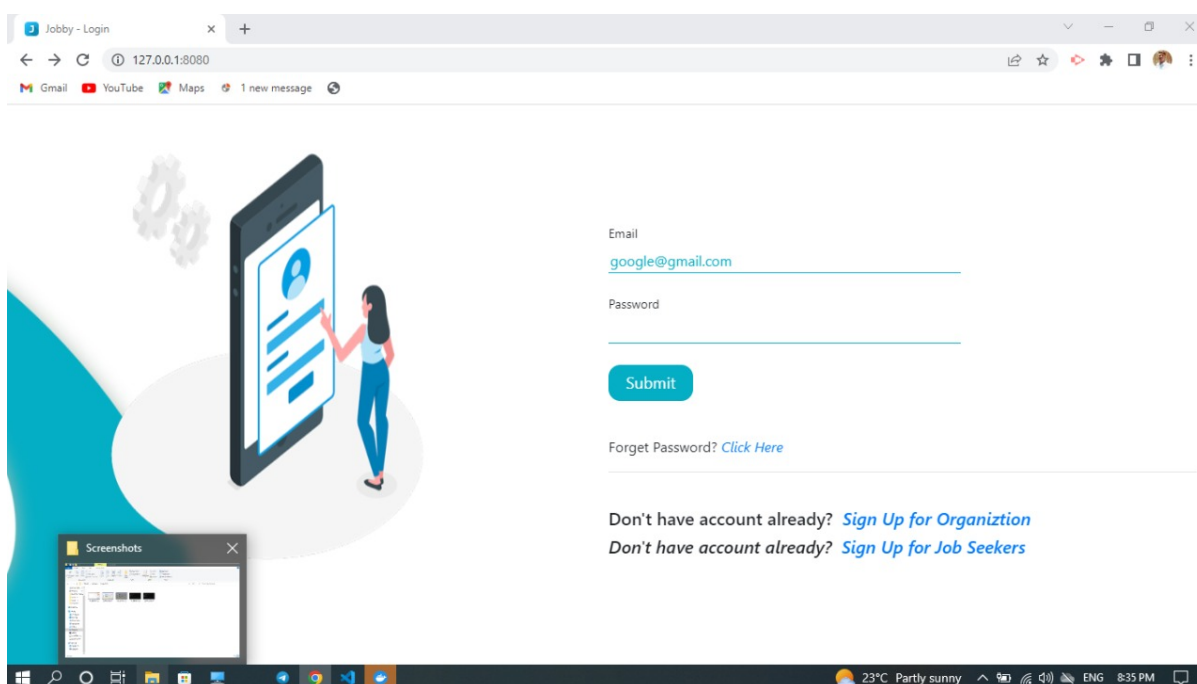 Jobby - Login
127.0.0.1:8080
Gmail YouTube Maps 1 new message
Email
google@gmail.com
Password
Submit
Forget Password? Click Here
Don't have account already? Sign Up for Organiztion
Don't have account already? Sign Up for Job Seekers
Screenshots
23°C Partly sunny ENG 8:35 PM